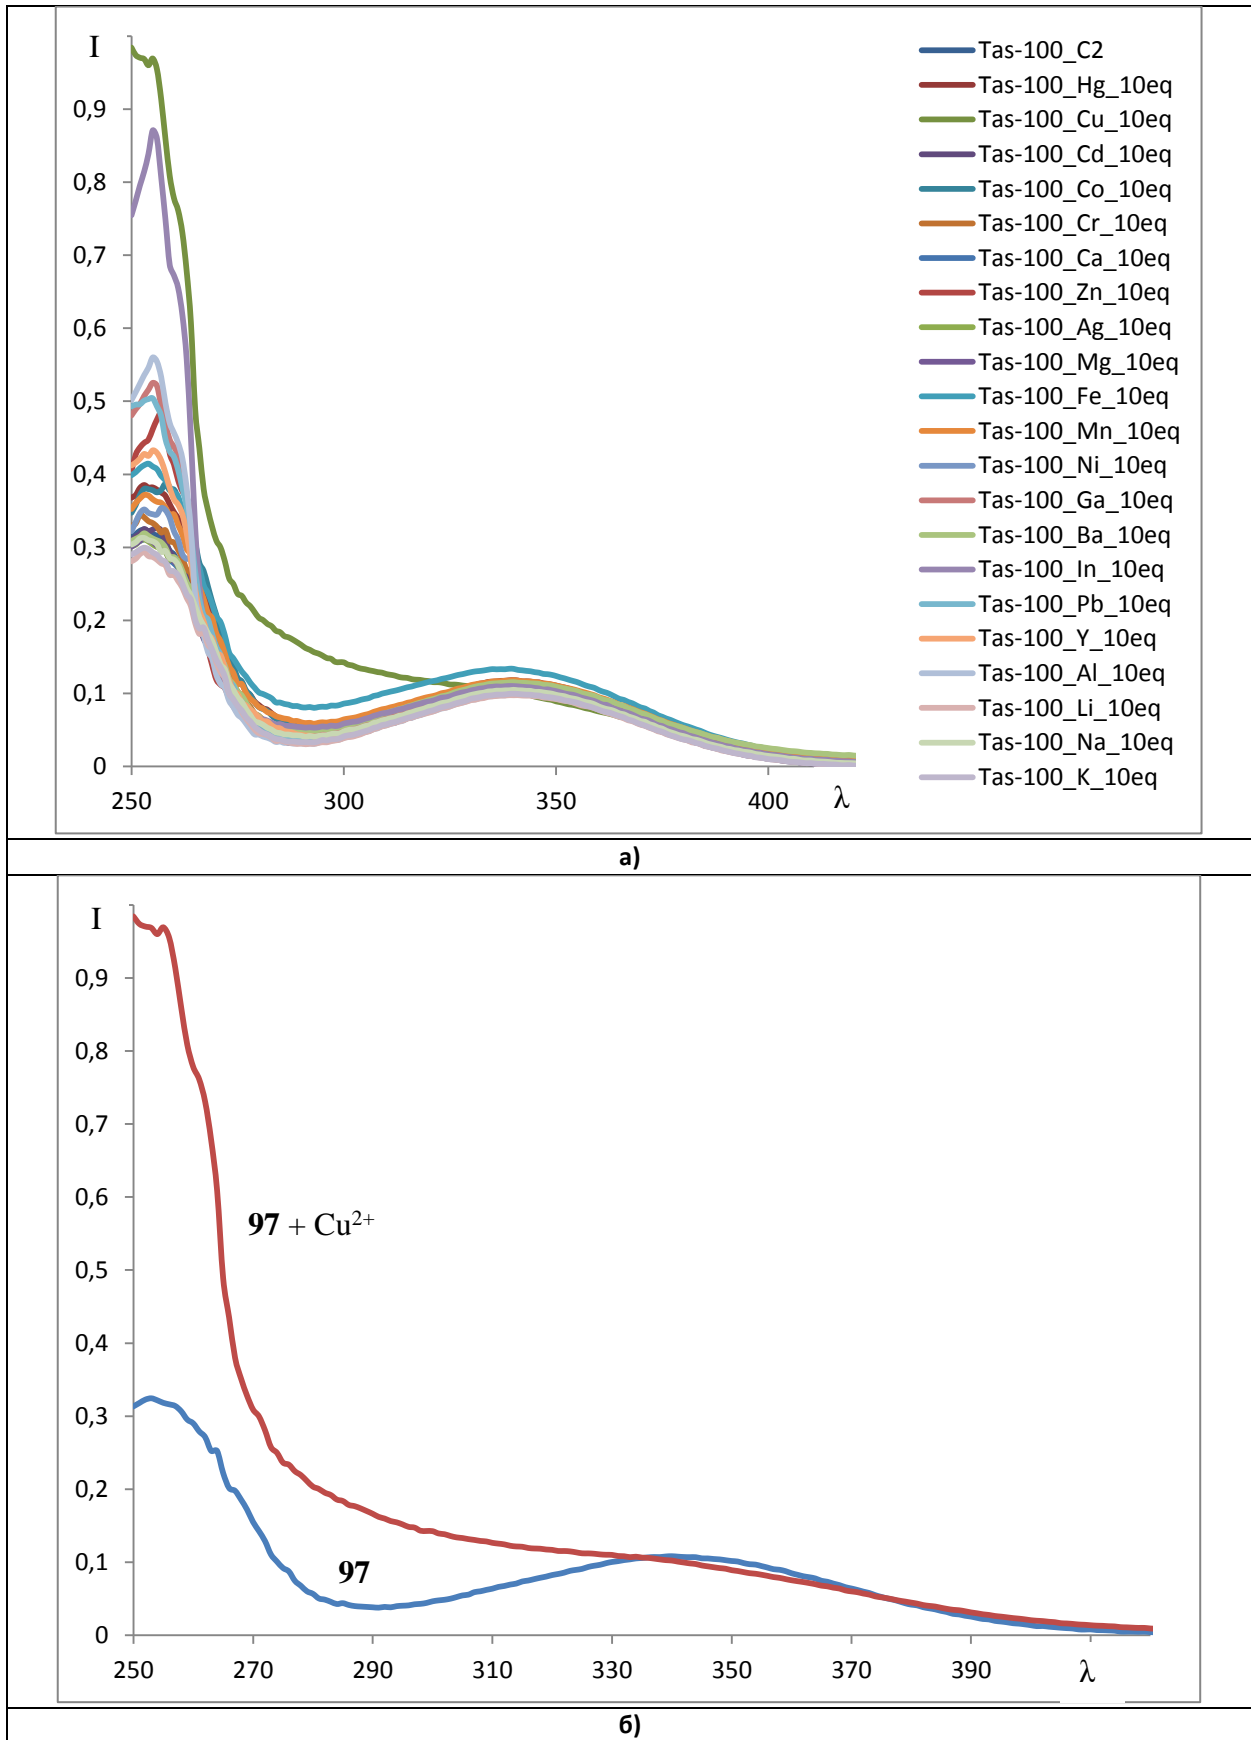 I
0,9
0,8
0,7
0,6
0,5
0,4
0,3
0,2
0,1
0
250
300
350
400
λ
Tas-100_C2
Tas-100_Hg_10eq
Tas-100_Cu_10eq
Tas-100_Cd_10eq
Tas-100_Co_10eq
Tas-100_Cr_10eq
Tas-100_Ca_10eq
Tas-100_Zn_10eq
Tas-100_Ag_10eq
Tas-100_Mg_10eq
Tas-100_Fe_10eq
Tas-100_Mn_10eq
Tas-100_Ni_10eq
Tas-100_Ga_10eq
Tas-100_Ba_10eq
Tas-100_In_10eq
Tas-100_Pb_10eq
Tas-100_Y_10eq
Tas-100_Al_10eq
Tas-100_Li_10eq
Tas-100_Na_10eq
Tas-100_K_10eq
а)
I
0,9
0,8
0,7
0,6
0,5
0,4
0,3
0,2
0,1
0
97 + Cu²⁺
97
250
270
290
310
330
350
370
390
λ
б)